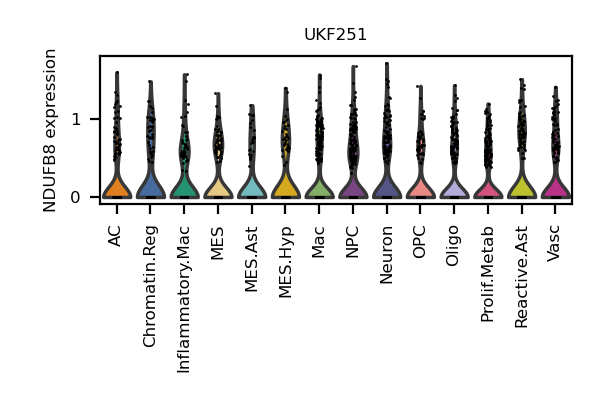 UKF251
NDUFB8 expression
1
0
AC
Chromatin.Reg
Inflammatory.Mac
MES
MES.Ast
MES.Hyp
Mac
NPC
Neuron
OPC
Oligo
Prolif.Metab
Reactive.Ast
Vasc